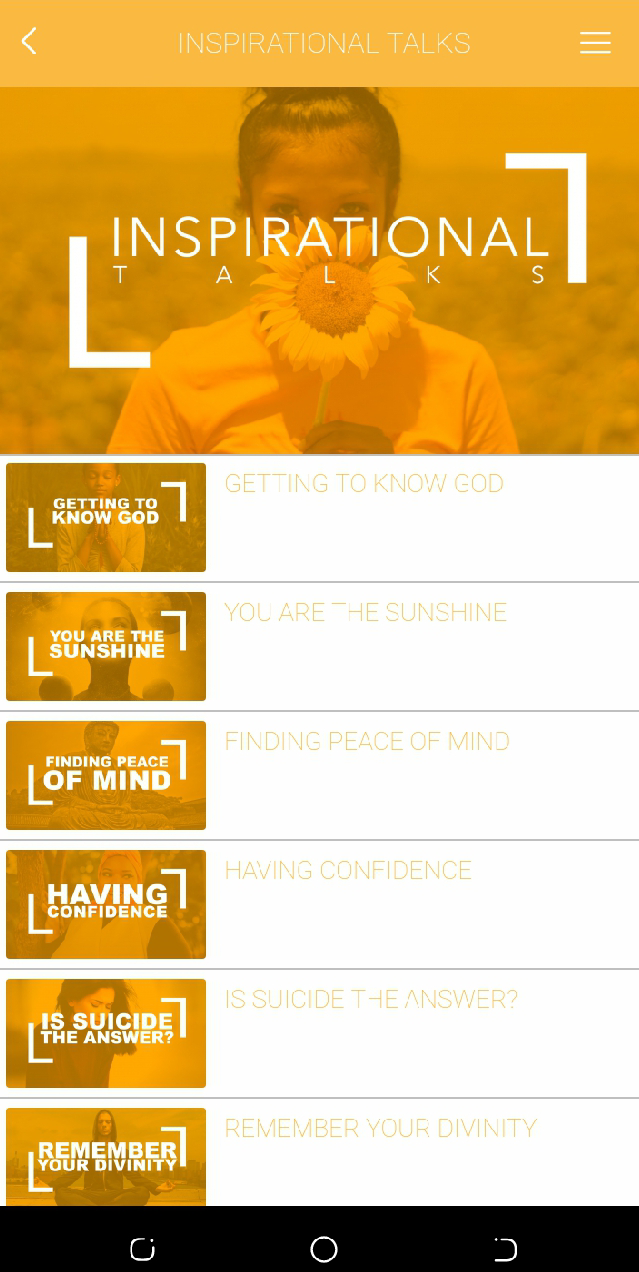 INSPIRATIONAL TALKS
INSPIRATIONAL
TALKS
GETTING TO
KNOW GOD
GETTING TO KNOW GOD
YOU ARE THE
SUNSHINE
YOU ARE THE SUNSHINE
FINDING PEACE
OF MIND
FINDING PEACE OF MIND
HAVING
CONFIDENCE
HAVING CONFIDENCE
IS SUICIDE
THE ANSWER?
IS SUICIDE THE ANSWER?
REMEMBER
YOUR DIVINITY
REMEMBER YOUR DIVINITY